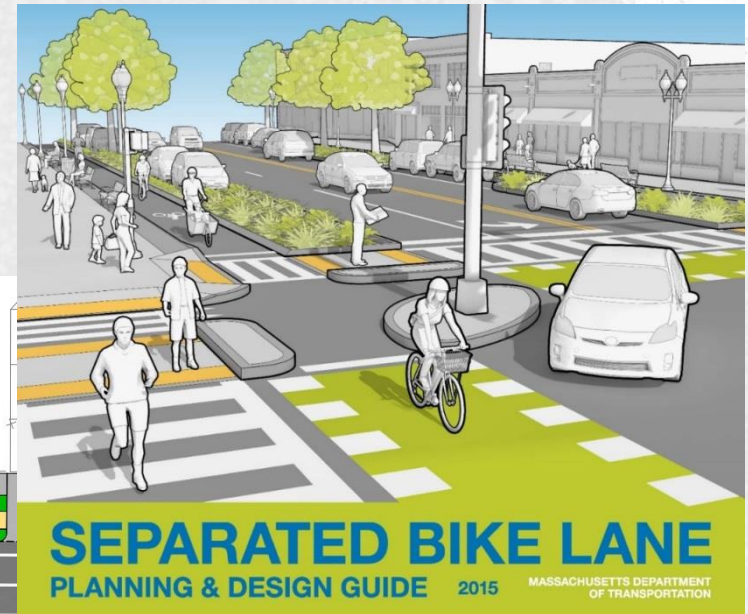 SEPARATED BIKE LANE
PLANNING & DESIGN GUIDE 2015 MASSACHUSETTS DEPARTMENT
OF TRANSPORTATION